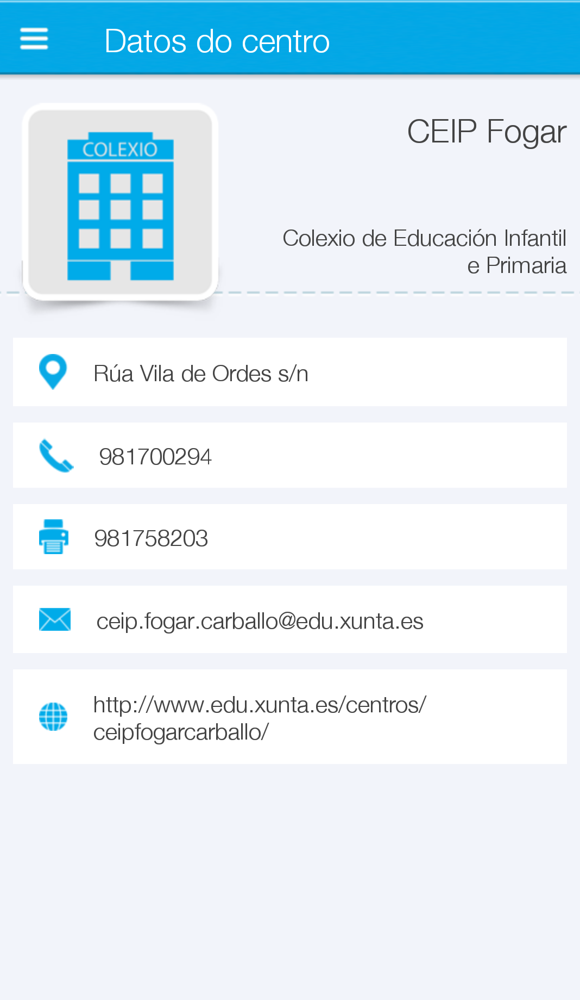 Datos do centro
COLEXIO
CEIP Fogar
Colexio de Educación Infantil
e Primaria
Rúa Vila de Ordes s/n
981700294
981758203
ceip.fogar.carballo@edu.xunta.es
http://www.edu.xunta.es/centros/
ceipfogarcarballo/